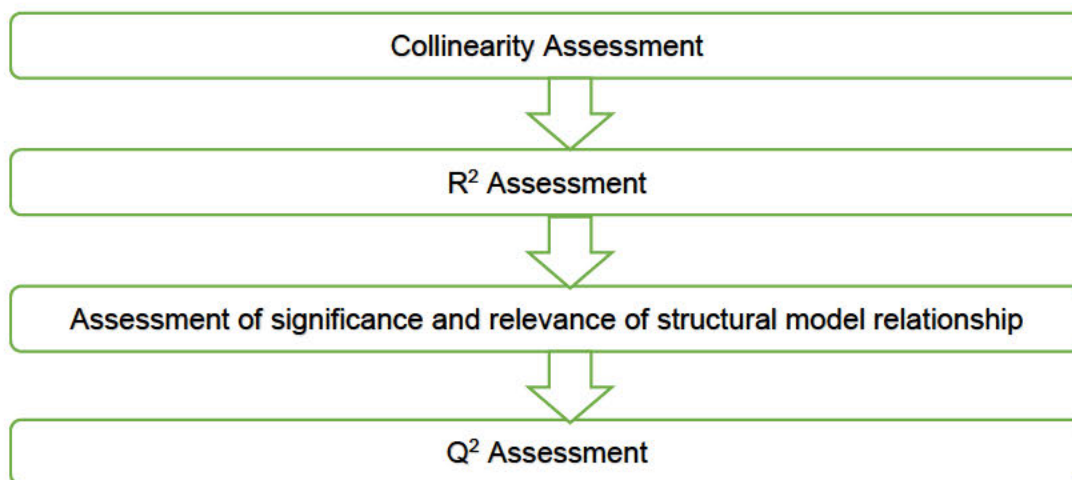 Collinearity Assessment
R² Assessment
Assessment of significance and relevance of structural model relationship
Q² Assessment